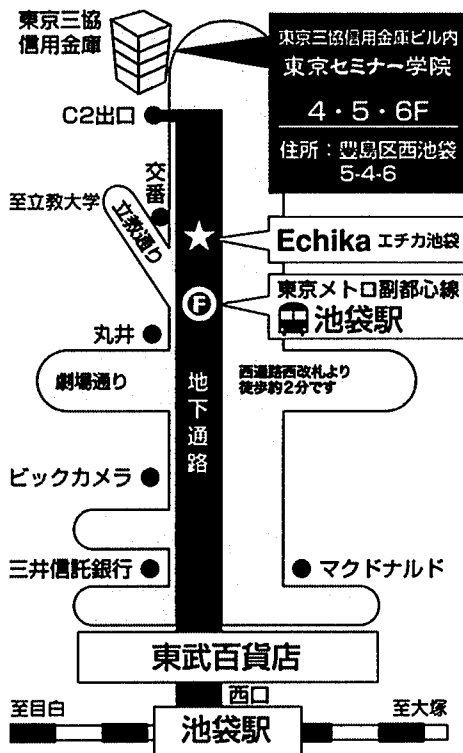 東京三協
信用金庫
東京三協信用金庫ビル内
東京セミナー学院
4・5・6F
住所：豊島区西池袋
5-4-6
C2出口
交番
至立教大学
立教通り
Echika エチカ池袋
F
東京メトロ副都心線
池袋駅
丸井
劇場通り
西通路西改札より
徒歩約2分です
地下通路
ビックカメラ
三井信託銀行
マクドナルド
東武百貨店
西口
至目白
至大塚
池袋駅